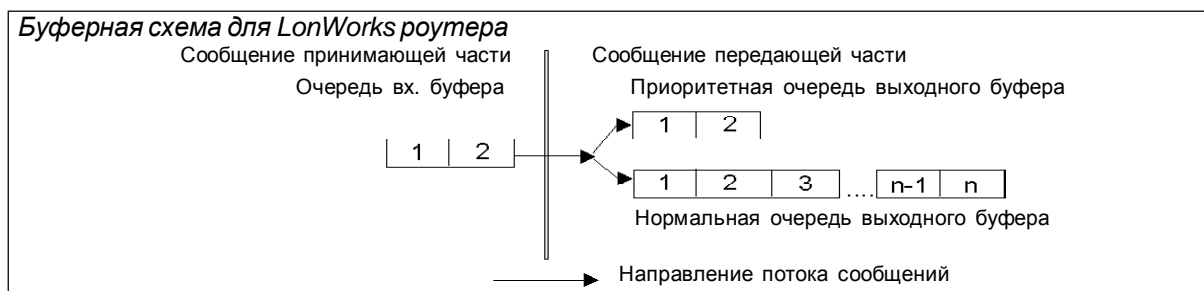 Буферная схема для LonWorks роутера
Сообщение принимающей части
Сообщение передающей части
Очередь вх. буфера
Приоритетная очередь выходного буфера
1 2
1 2
1 2 3 .... n-1 n
Нормальная очередь выходного буфера
Направление потока сообщений